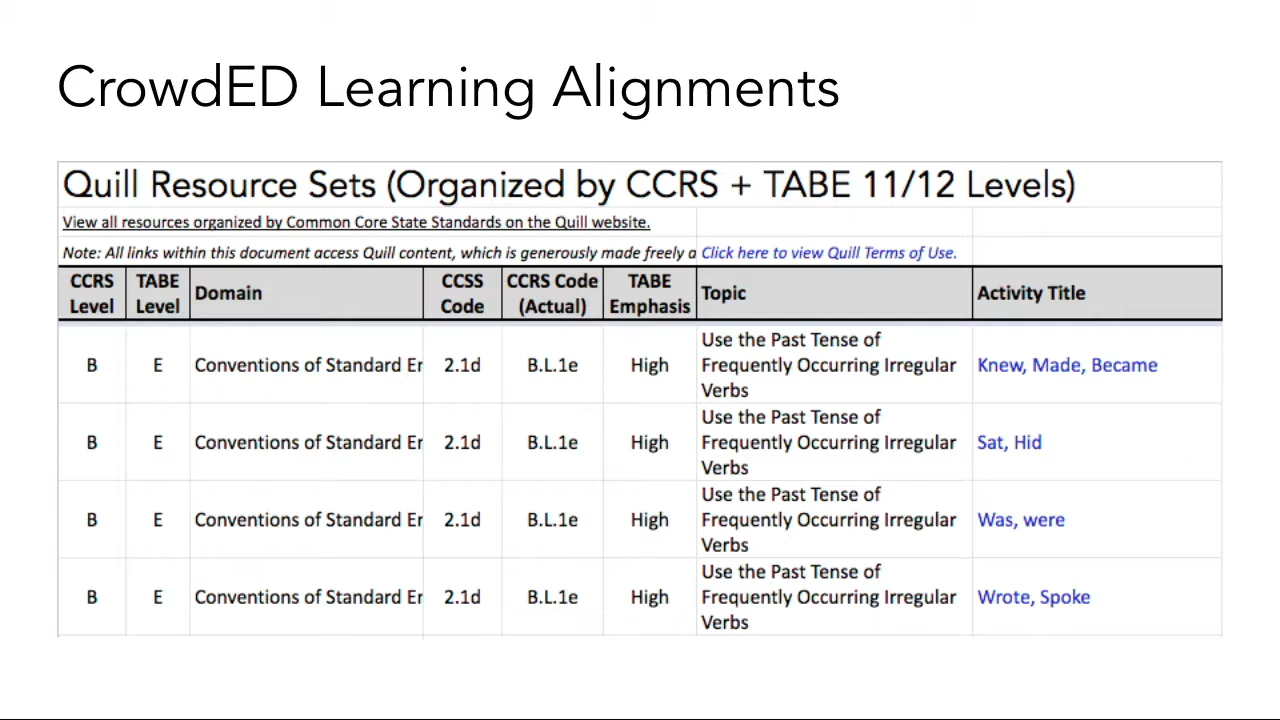 CrowdED Learning Alignments
Quill Resource Sets (Organized by CCRS + TABE 11/12 Levels)
View all resources organized by Common Core State Standards on the Quill website.
Note: All links within this document access Quill content, which is generously made freely a Click here to view Quill Terms of Use.
CCRS Level TABE Level Domain CCSS Code CCRS Code (Actual) TABE Emphasis Topic Activity Title
B E Conventions of Standard Er 2.1d B.L.1e High Use the Past Tense of Frequently Occurring Irregular Verbs Knew, Made, Became
B E Conventions of Standard Er 2.1d B.L.1e High Use the Past Tense of Frequently Occurring Irregular Verbs Sat, Hid
B E Conventions of Standard Er 2.1d B.L.1e High Use the Past Tense of Frequently Occurring Irregular Verbs Was, were
B E Conventions of Standard Er 2.1d B.L.1e High Use the Past Tense of Frequently Occurring Irregular Verbs Wrote, Spoke